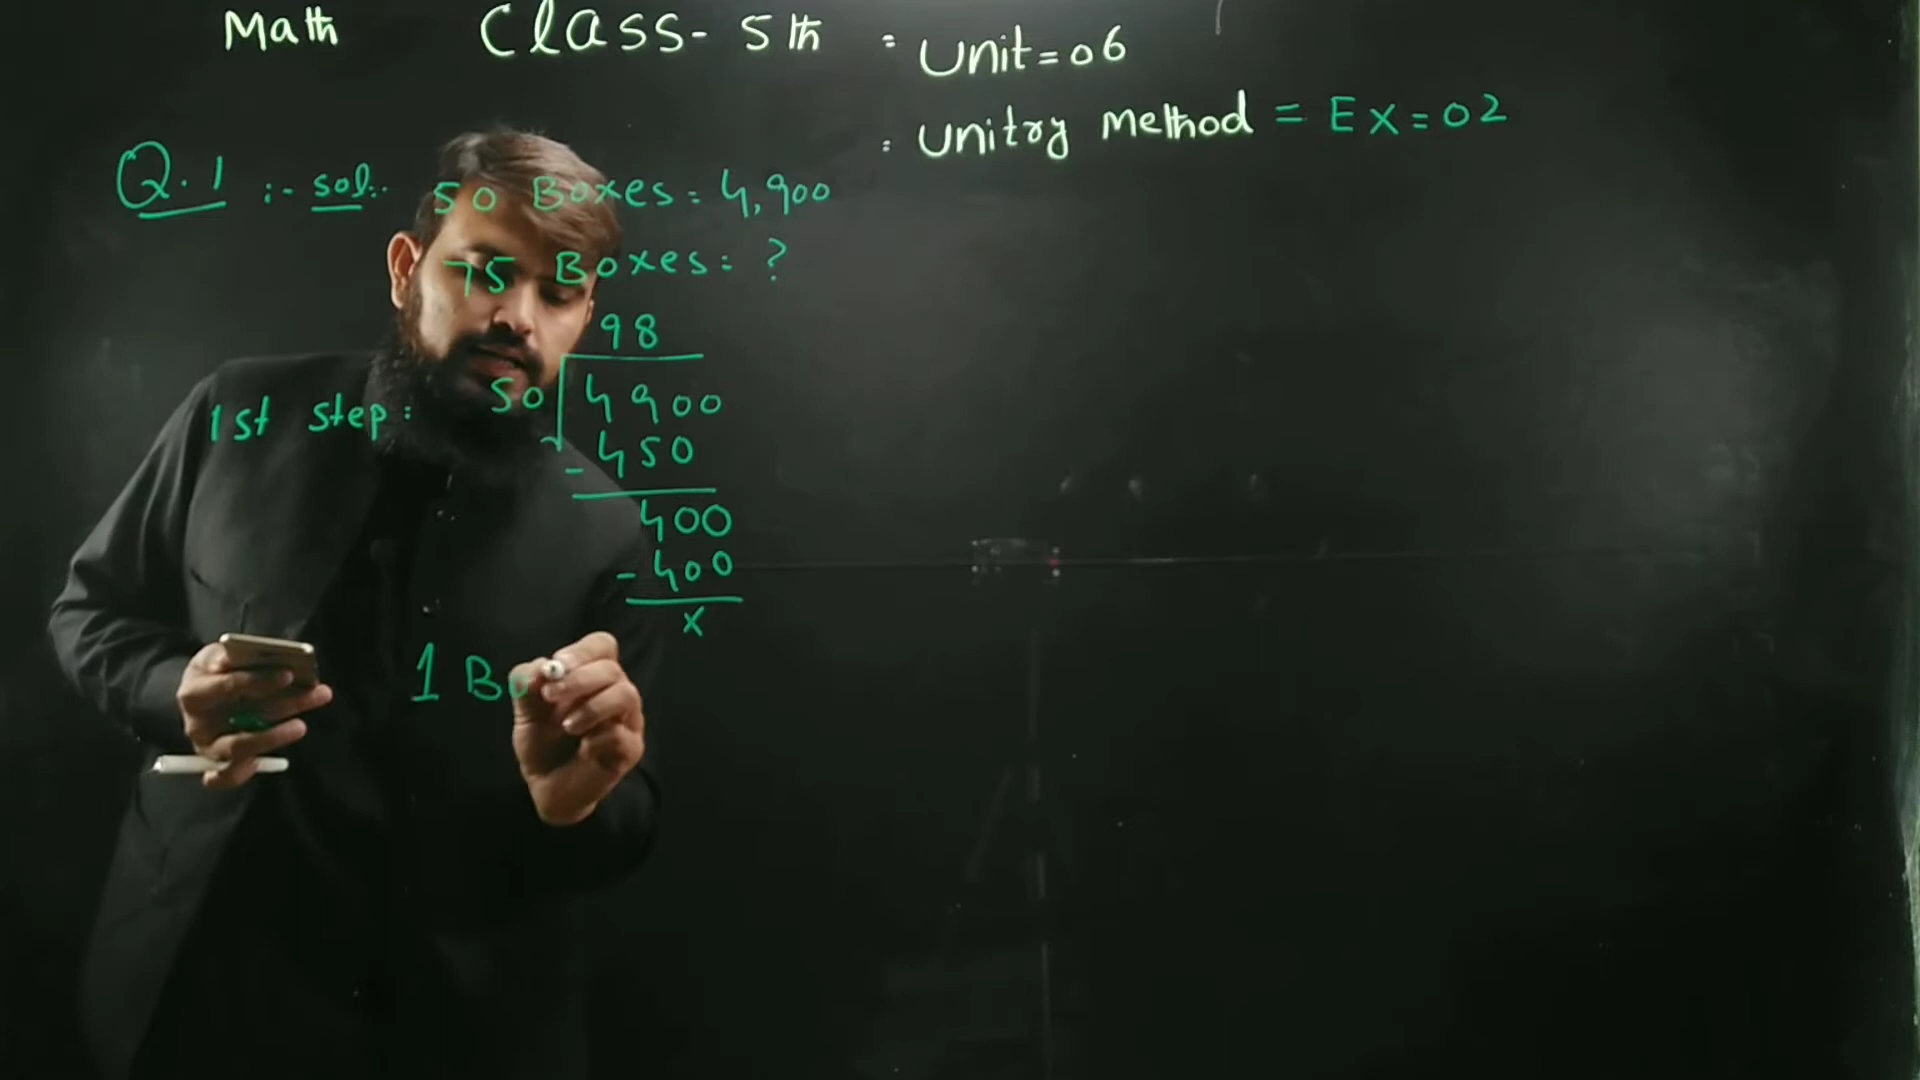 Math Class- 5th : Unit=06
: Unitry Method = EX=02
Q.1 :- sol:. 50 Boxes = 4,900
75 Boxes = ?
98
1st step: 50 4900
-450
400
-400
x
1 Bo